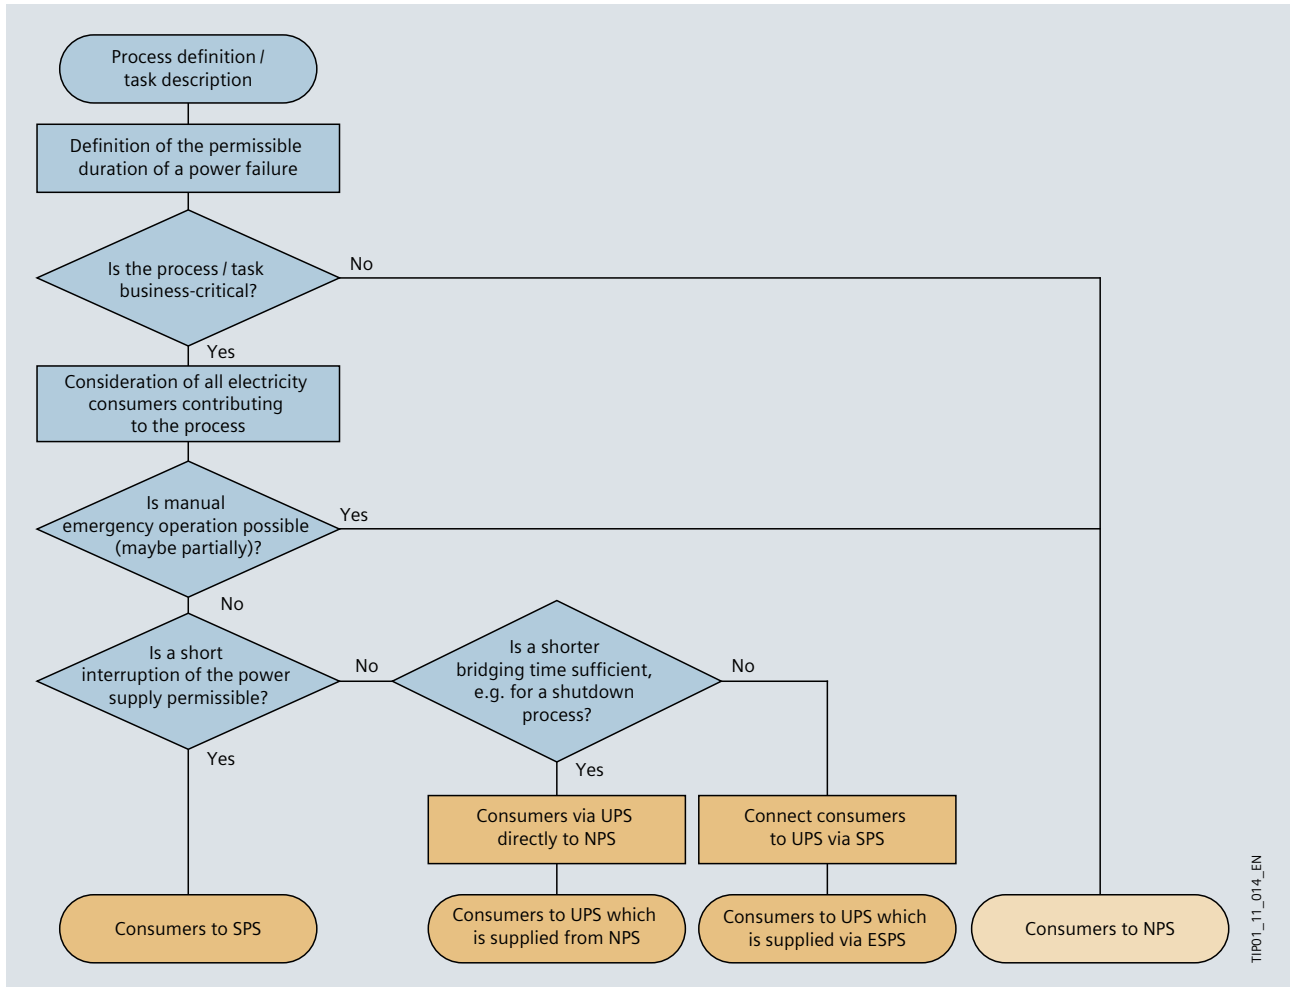 Process definition /
task description
Definition of the permissible
duration of a power failure
Is the process / task
business-critical?
No
Yes
Consideration of all electricity
consumers contributing
to the process
Is manual
emergency operation possible
(maybe partially)?
Yes
No
Is a short
interruption of the power
supply permissible?
No
Is a shorter
bridging time sufficient,
e.g. for a shutdown
process?
No
Yes
Yes
Consumers via UPS
directly to NPS
Connect consumers
to UPS via SPS
Consumers to SPS
Consumers to UPS which
is supplied from NPS
Consumers to UPS which
is supplied via ESPS
Consumers to NPS
TIP01_11_014_EN